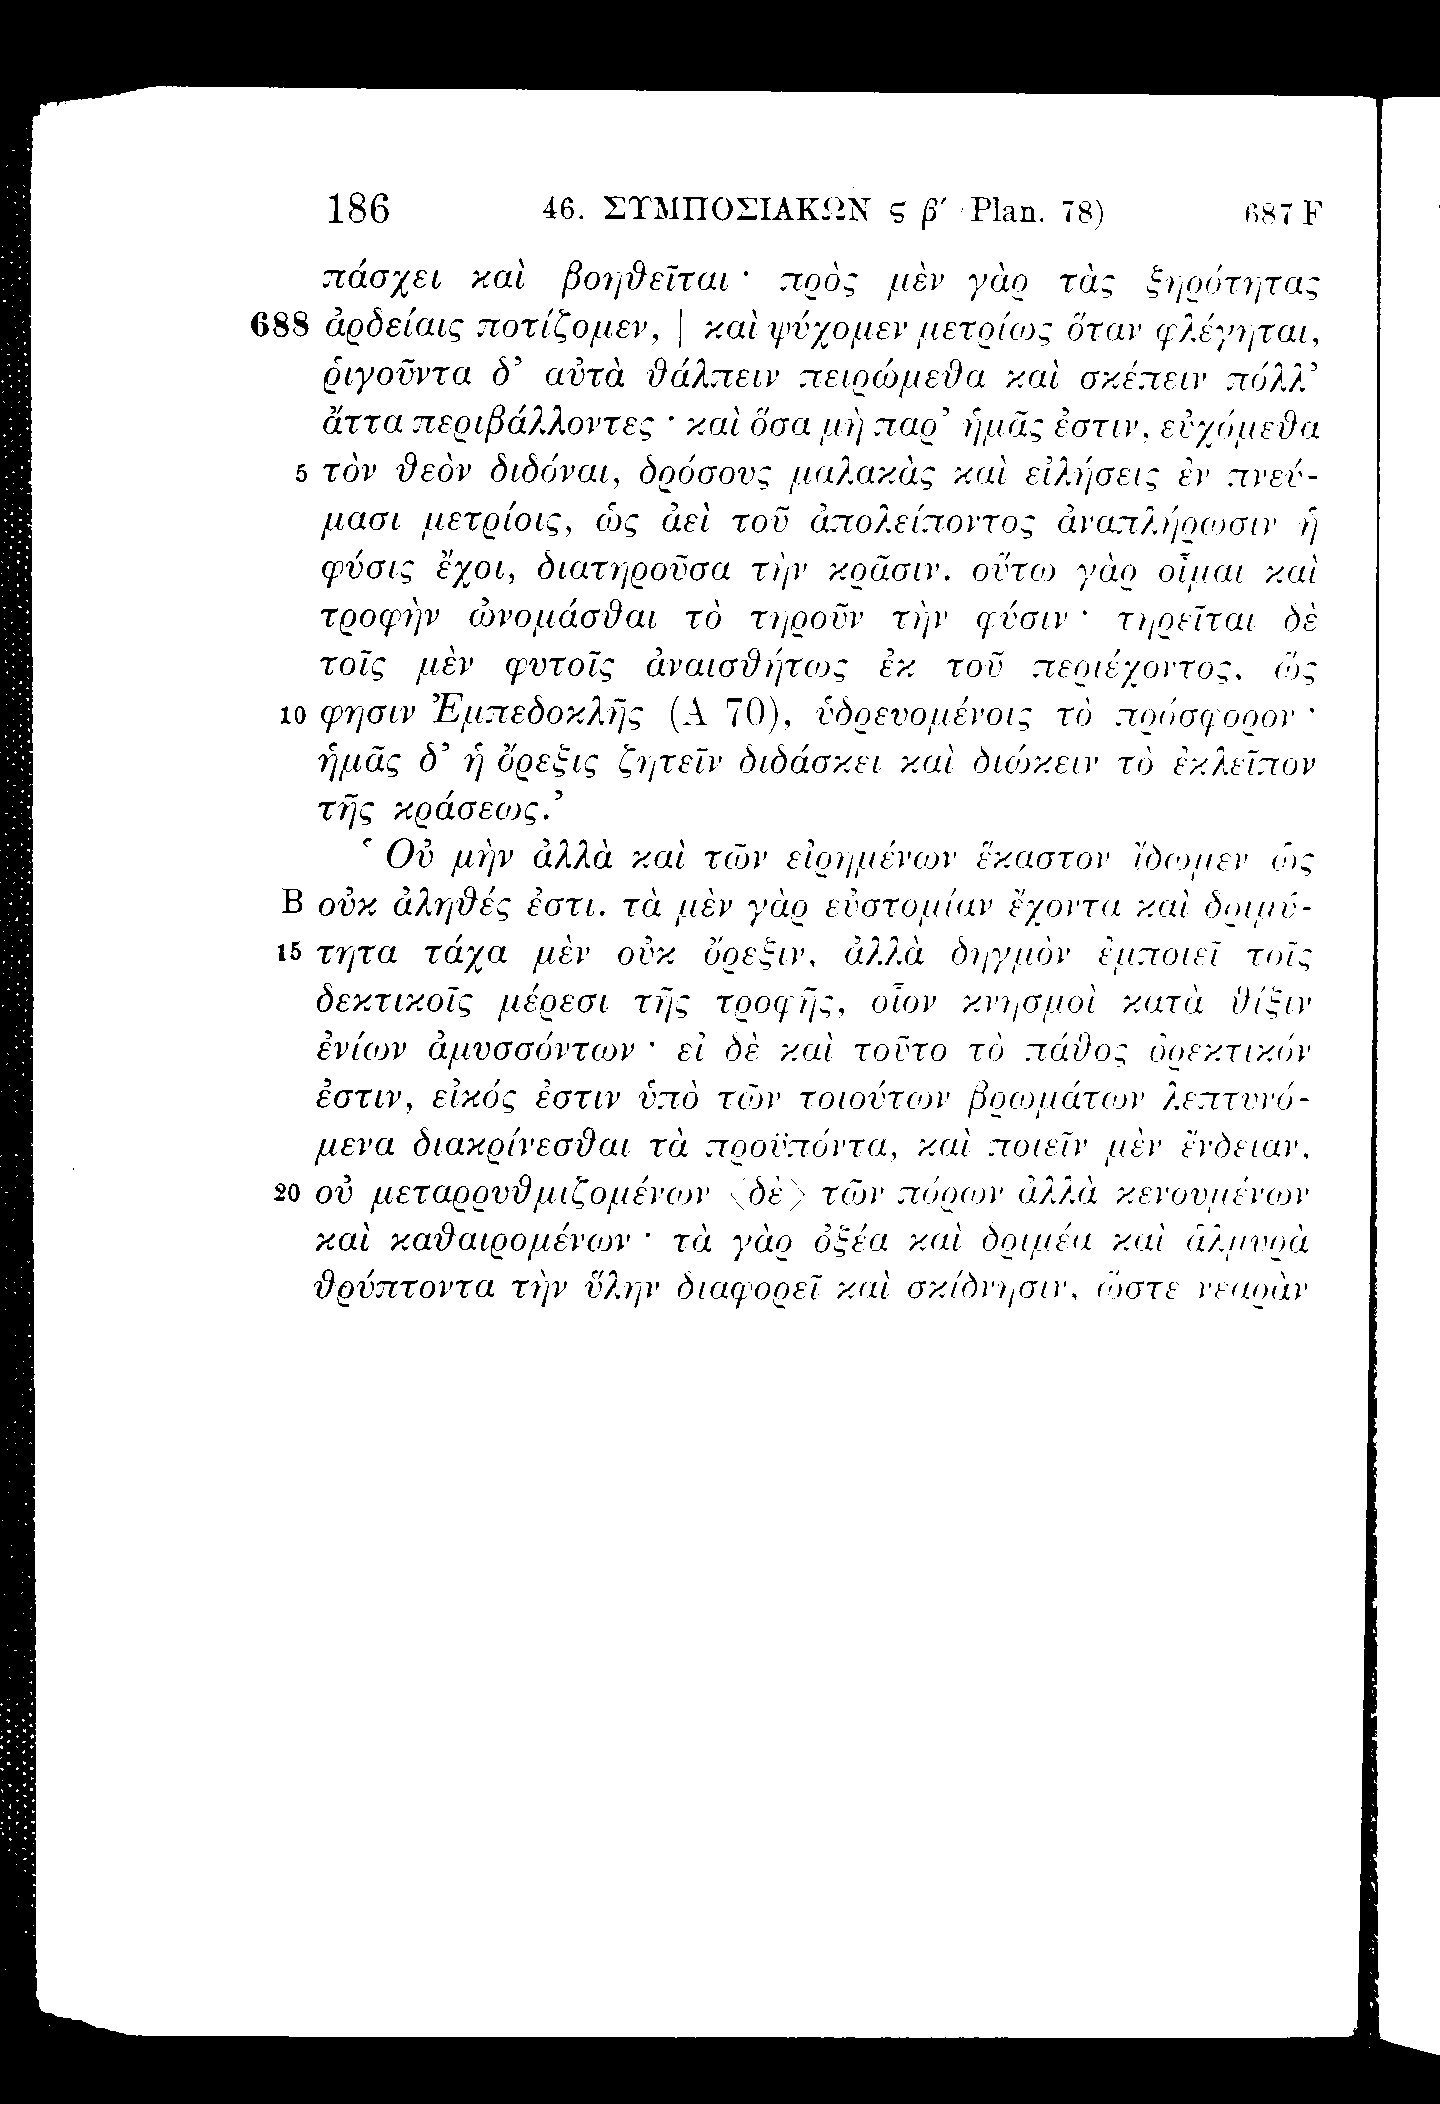 186 46. ΣΥΜΠΟΣΙΑΚΩΝ ϛ β′ Plan. 78) 687 F
πάσχει καὶ βοηθεῖται · πρὸς μὲν γὰρ τὰς ξηρότητας
688 ἀρδείαις ποτίζομεν, | καὶ ψύχομεν μετρίως ὅταν φλέγηται,
ῥιγοῦντα δ’ αὐτὰ θάλπειν πειρώμεθα καὶ σκέπειν πόλλ’
ἄττα περιβάλλοντες · καὶ ὅσα μὴ παρ’ ἡμᾶς ἐστιν, εὐχόμεθα
5 τὸν θεὸν διδόναι, δρόσους μαλακὰς καὶ εἰλήσεις ἐν πνεύ-
μασι μετρίοις, ὡς ἀεὶ τοῦ ἀπολείποντος ἀναπλήρωσιν ἡ
φύσις ἔχοι, διατηροῦσα τὴν κρᾶσιν. οὕτω γὰρ οἶμαι καὶ
τροφὴν ὠνομάσθαι τὸ τηροῦν τὴν φύσιν · τηρεῖται δὲ
τοῖς μὲν φυτοῖς ἀναισθήτως ἐκ τοῦ περιέχοντος, ὥς
10 φησιν Ἐμπεδοκλῆς (A 70), ὑδρευομένοις τὸ πρόσφορον ·
ἡμᾶς δ’ ἡ ὄρεξις ζητεῖν διδάσκει καὶ διώκειν τὸ ἐκλεῖπον
τῆς κράσεως.’
‘Οὐ μὴν ἀλλὰ καὶ τῶν εἰρημένων ἕκαστον ἴδωμεν ὡς
B οὐκ ἀληθές ἐστι. τὰ μὲν γὰρ εὐστομίαν ἔχοντα καὶ δριμύ-
15 τητα τάχα μὲν οὐκ ὄρεξιν, ἀλλὰ δηγμὸν ἐμποιεῖ τοῖς
δεκτικοῖς μέρεσι τῆς τροφῆς, οἷον κνησμοὶ κατὰ θίξιν
ἐνίων ἀμυσσόντων · εἰ δὲ καὶ τοῦτο τὸ πάθος ὀρεκτικόν
ἐστιν, εἰκός ἐστιν ὑπὸ τῶν τοιούτων βρωμάτων λεπτυνό-
μενα διακρίνεσθαι τὰ προϋπόντα, καὶ ποιεῖν μὲν ἔνδειαν,
20 οὐ μεταρρυθμιζομένων ⟨δὲ⟩ τῶν πόρων ἀλλὰ κενουμένων
καὶ καθαιρομένων · τὰ γὰρ ὀξέα καὶ δριμέα καὶ ἁλμυρὰ
θρύπτοντα τὴν ὕλην διαφορεῖ καὶ σκίδνησιν, ὥστε νεαρὰν